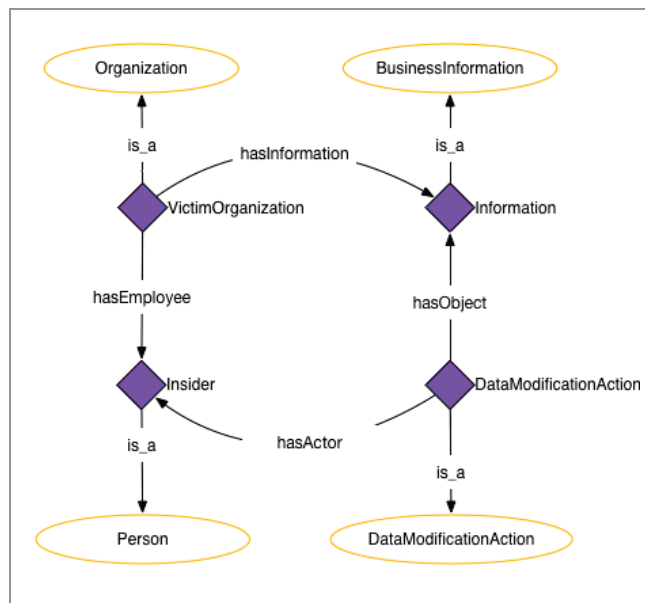 Organization
BusinessInformation
is_a
is_a
hasInformation
VictimOrganization
Information
hasEmployee
hasObject
Insider
DataModificationAction
hasActor
is_a
is_a
Person
DataModificationAction